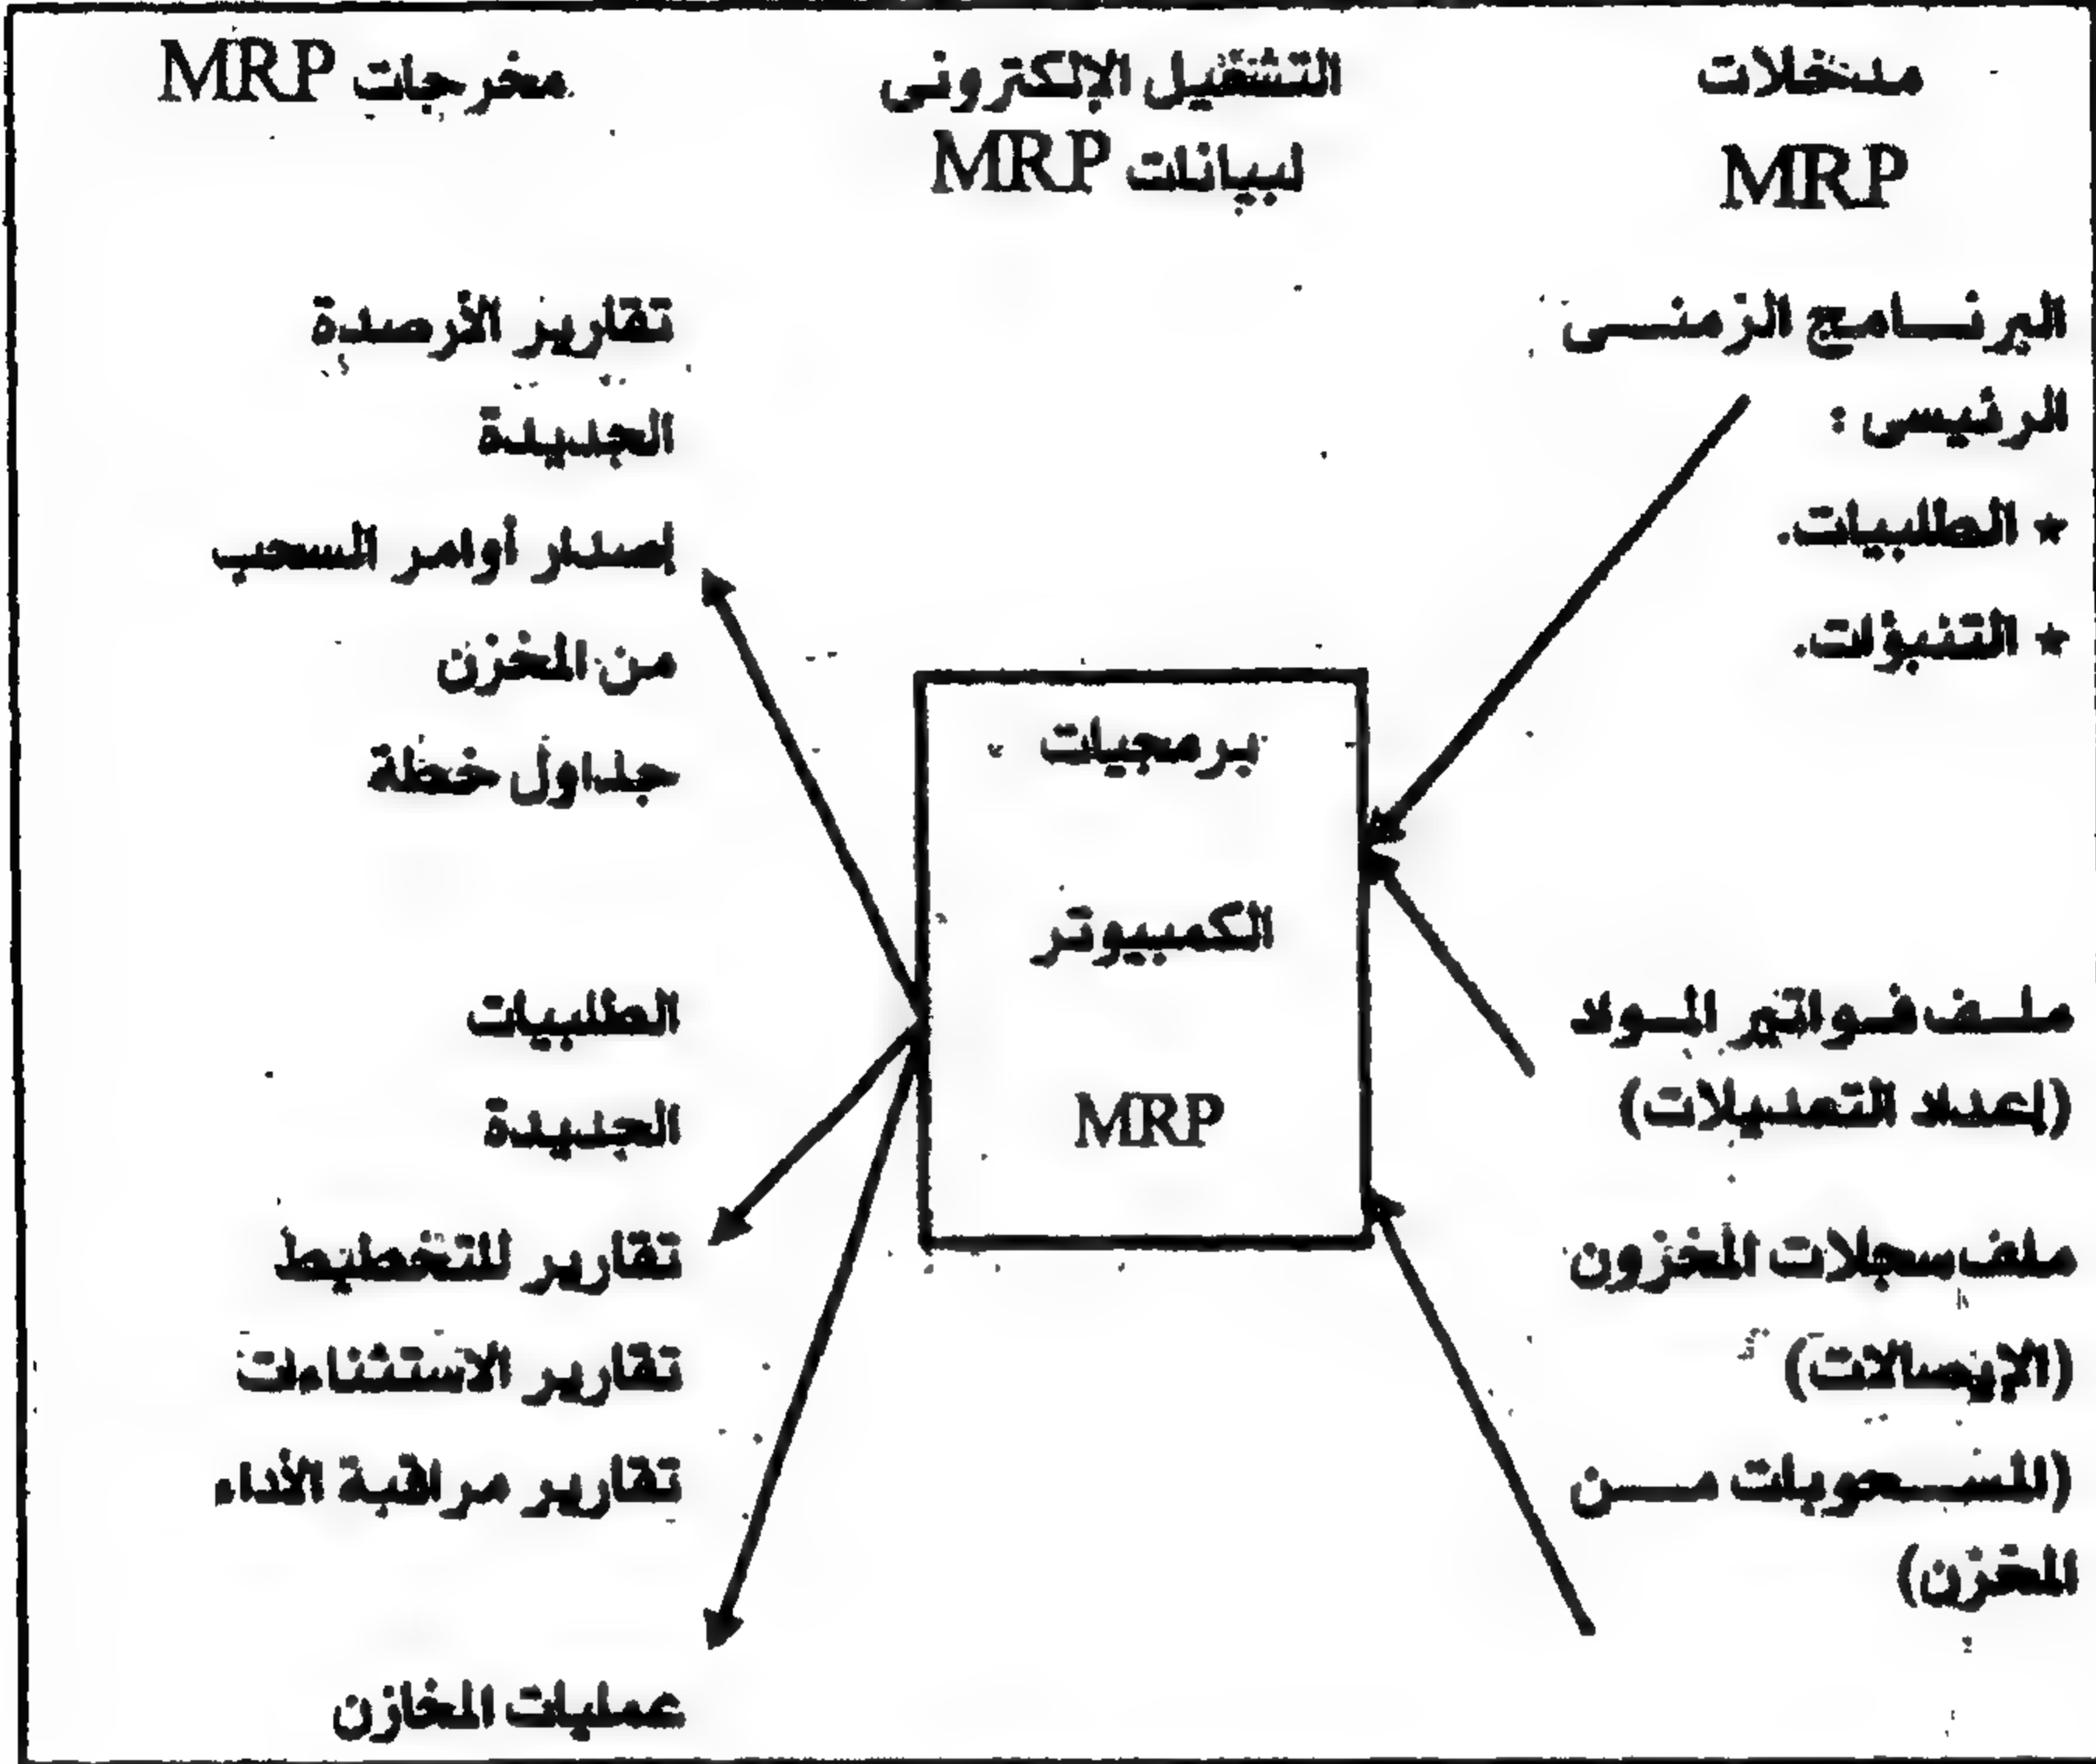 مدخلات
MRP
البرنامج الزمنى
الرئيسى :
★ الطلبيات.
★ التنبؤات.
ملف فواتير المواد
(إعداد التعديلات)
ملف سجلات المخزون
(الإيصالات)
(المسحوبات من
المخزن)
التشغيل الإلكترونى
لبيانات MRP
برمجيات
الكمبيوتر
MRP
مخرجات MRP
تقارير الأرصدة
الجديدة
إصدار أوامر السحب
من المخزن
جداول خطة
الطلبيات
الجديدة
تقارير للتخطيط
تقارير الاستثناءات
تقارير مراقبة الأداء
عمليات المخازن